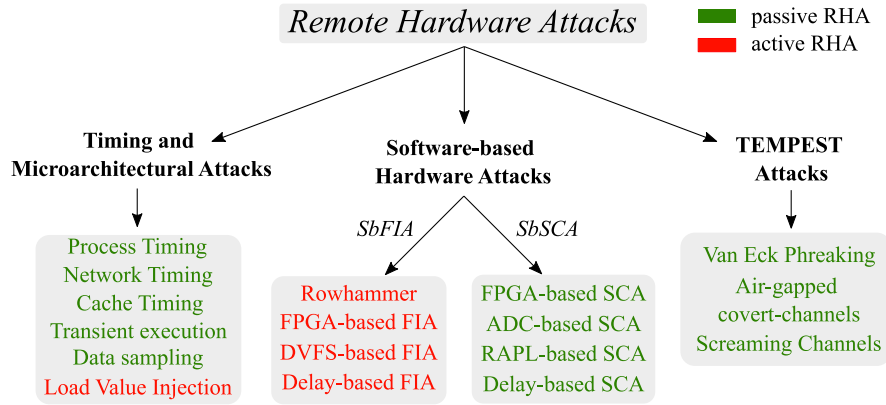 Remote Hardware Attacks
passive RHA
active RHA
Timing and
Microarchitectural Attacks
Software-based
Hardware Attacks
TEMPEST
Attacks
SbFIA
SbSCA
Process Timing
Network Timing
Cache Timing
Transient execution
Data sampling
Load Value Injection
Rowhammer
FPGA-based FIA
DVFS-based FIA
Delay-based FIA
FPGA-based SCA
ADC-based SCA
RAPL-based SCA
Delay-based SCA
Van Eck Phreaking
Air-gapped
covert-channels
Screaming Channels